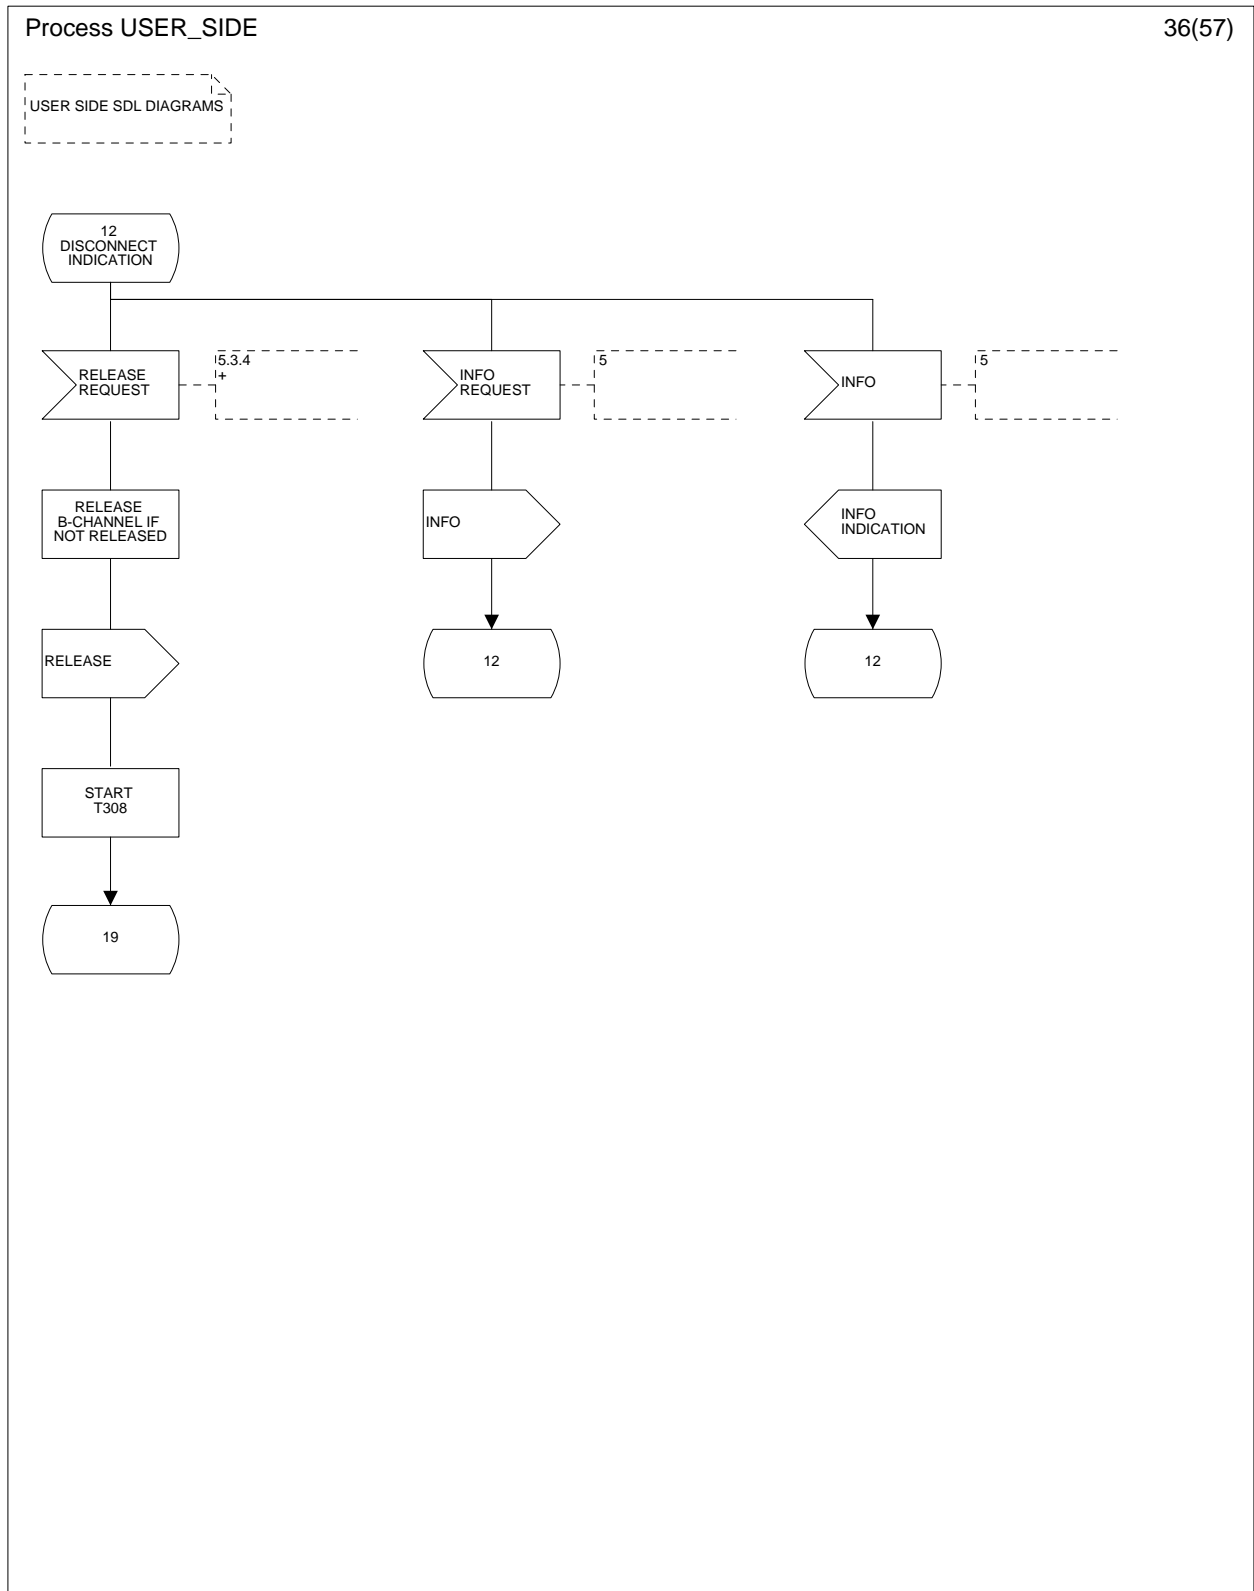 Process USER_SIDE
36(57)
USER SIDE SDL DIAGRAMS
12
DISCONNECT
INDICATION
RELEASE
REQUEST
5.3.4
+
INFO
REQUEST
5
INFO
5
RELEASE
B-CHANNEL IF
NOT RELEASED
INFO
INFO
INDICATION
RELEASE
12
12
START
T308
19